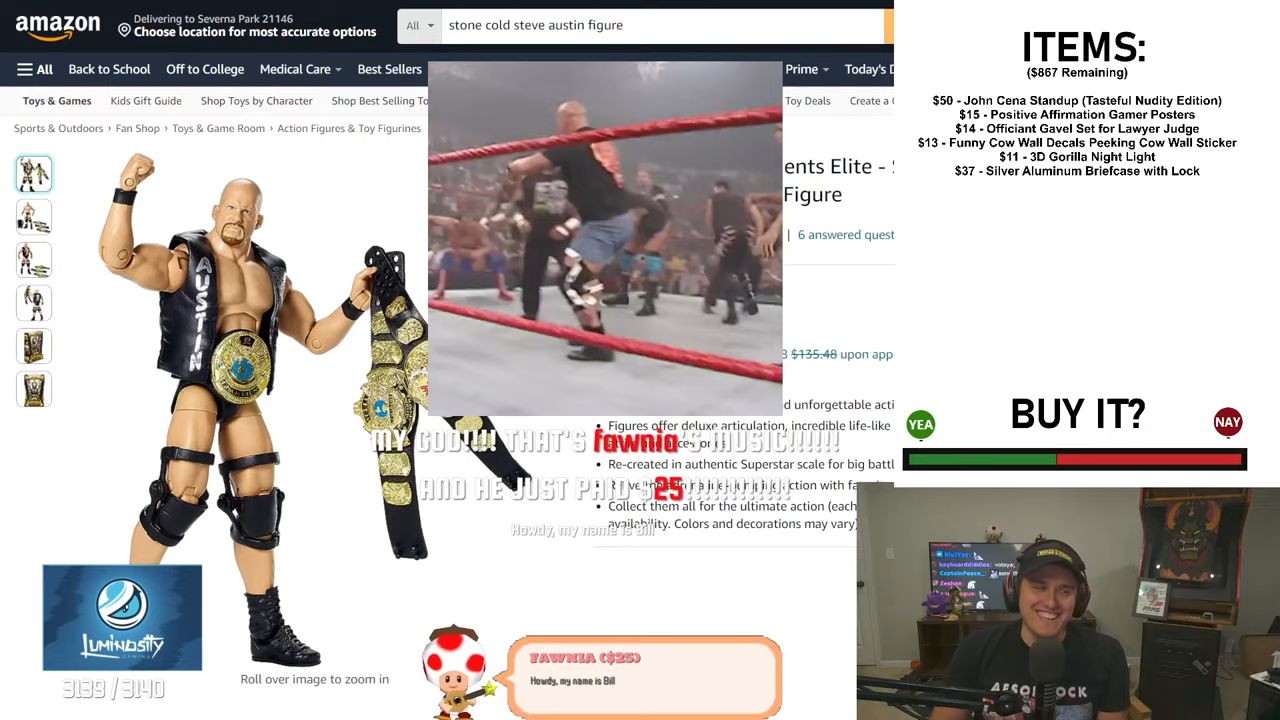 amazon
Delivering to Severna Park 21146
Choose location for most accurate options
All
stone cold steve austin figure
All
Back to School
Off to College
Medical Care
Best Sellers
Prime
Today's D
Toys & Games
Kids Gift Guide
Shop Toys by Character
Shop Best Selling To
Toy Deals
Create a
Sports & Outdoors › Fan Shop › Toys & Game Room › Action Figures & Toy Figurines
ents Elite -
Figure
| 6 answered quest
$135.48 upon app
d unforgettable acti
Figures offer deluxe articulation, incredible life-like
Re-created in authentic Superstar scale for big battl
Collect them all for the ultimate action (each
availability. Colors and decorations may vary)
AUSTIN
MY GOD!!!! THAT'S fawnia'S MUSIC!!!!!!
AND HE JUST PAID $25!!!!!!!!!!!!
Howdy, my name is Bill
Roll over image to zoom in
LUMINOSITY
GAMING
3139 / 3140
FAWNIA ($25)
Howdy, my name is Bill
ITEMS:
($867 Remaining)
$50 - John Cena Standup (Tasteful Nudity Edition)
$15 - Positive Affirmation Gamer Posters
$14 - Officiant Gavel Set for Lawyer Judge
$13 - Funny Cow Wall Decals Peeking Cow Wall Sticker
$11 - 3D Gorilla Night Light
$37 - Silver Aluminum Briefcase with Lock
BUY IT?
YEA
NAY
BluJay:
keyboarddiddles: voteyea
CaptainPeace_:
Zeshan
ARMS